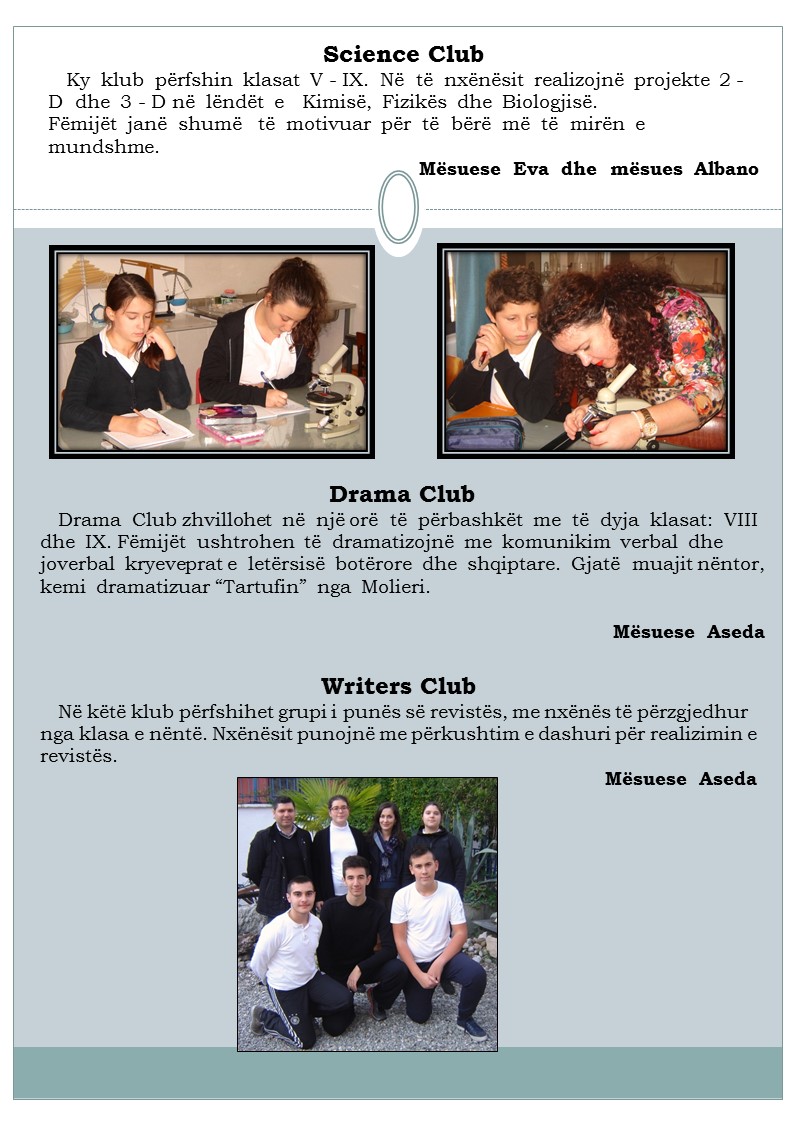 Science Club
Ky klub përfshin klasat V - IX. Në të nxënësit realizojnë projekte 2 -
D dhe 3 - D në lëndët e Kimisë, Fizikës dhe Biologjisë.
Fëmijët janë shumë të motivuar për të bërë më të mirën e
mundshme.
Mësuese Eva dhe mësues Albano
Drama Club
Drama Club zhvillohet në një orë të përbashkët me të dyja klasat: VIII
dhe IX. Fëmijët ushtrohen të dramatizojnë me komunikim verbal dhe
joverbal kryeveprat e letërsisë botërore dhe shqiptare. Gjatë muajit nëntor,
kemi dramatizuar “Tartufin” nga Molieri.
Mësuese Aseda
Writers Club
Në këtë klub përfshihet grupi i punës së revistës, me nxënës të përzgjedhur
nga klasa e nëntë. Nxënësit punojnë me përkushtim e dashuri për realizimin e
revistës.
Mësuese Aseda